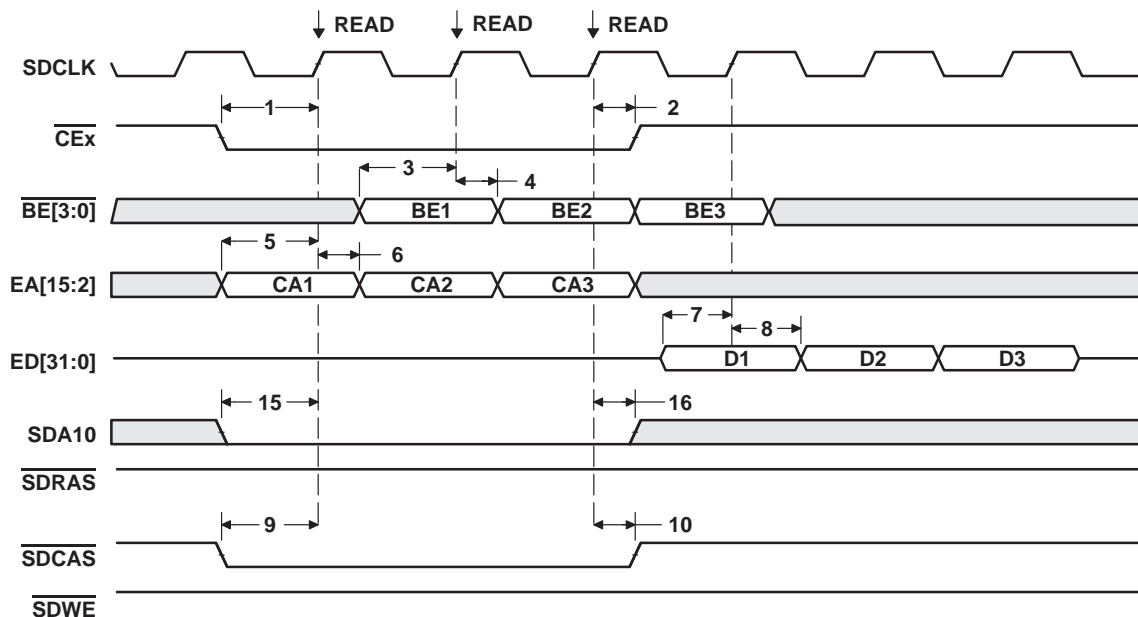 READ READ READ
SDCLK
1 2
CEx
3 4
BE[3:0] BE1 BE2 BE3
5 6
EA[15:2] CA1 CA2 CA3
7 8
ED[31:0] D1 D2 D3
15 16
SDA10
SDRAS
9 10
SDCAS
SDWE